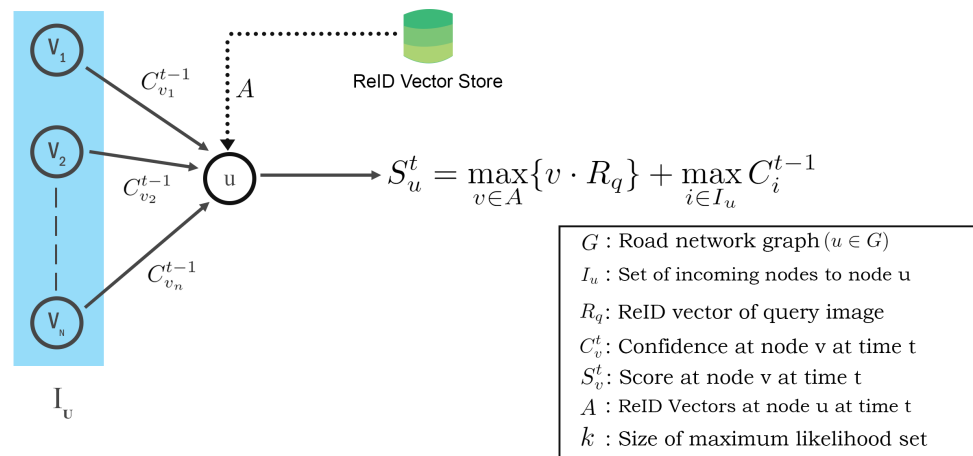 V₁
C_{v_1}^{t-1}
A
ReID Vector Store
V₂
C_{v_2}^{t-1}
u
S_u^t = max_{v∈A}{v · R_q} + max_{i∈I_u} C_i^{t-1}
C_{v_n}^{t-1}
V_N
I_u
G : Road network graph (u ∈ G)
I_u : Set of incoming nodes to node u
R_q : ReID vector of query image
C_v^t : Confidence at node v at time t
S_v^t : Score at node v at time t
A : ReID Vectors at node u at time t
k : Size of maximum likelihood set